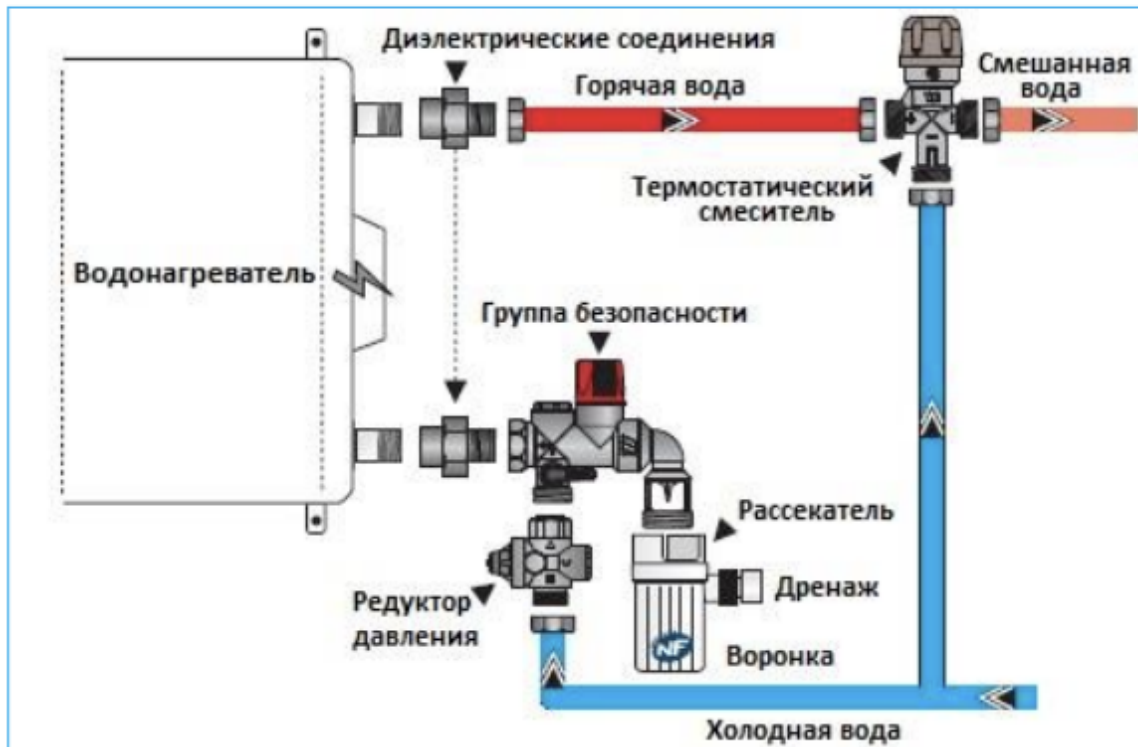 Диэлектрические соединения
Горячая вода
Смешанная
вода
Термостатический
смеситель
Водонагреватель
Группа безопасности
Рассекатель
Дренаж
Редуктор
давления
NF
Воронка
Холодная вода